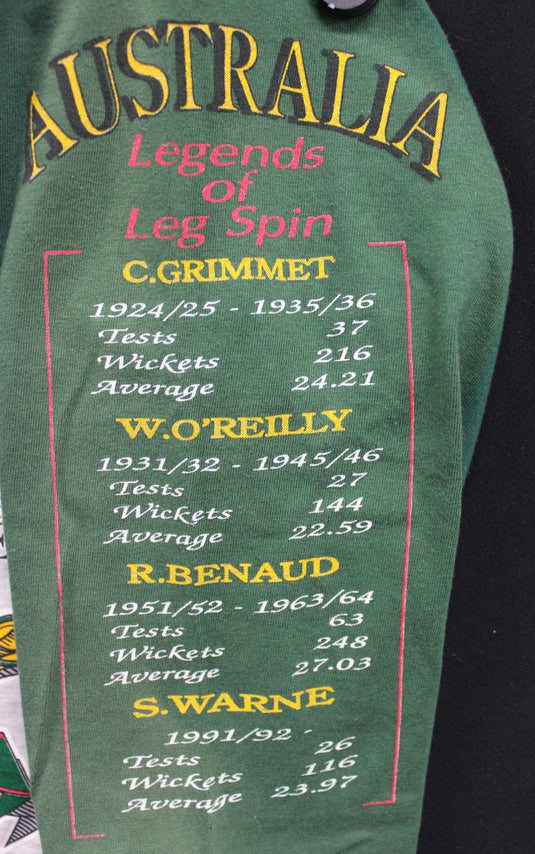 AUSTRALIA
Legends
of
Leg Spin
C.GRIMMET
1924/25 - 1935/36
Tests 37
Wickets 216
Average 24.21
W.O'REILLY
1931/32 - 1945/46
Tests 27
Wickets 144
Average 22.59
R.BENAUD
1951/52 - 1963/64
Tests 63
Wickets 248
Average 27.03
S.WARNE
1991/92 -
Tests 26
Wickets 116
Average 23.97